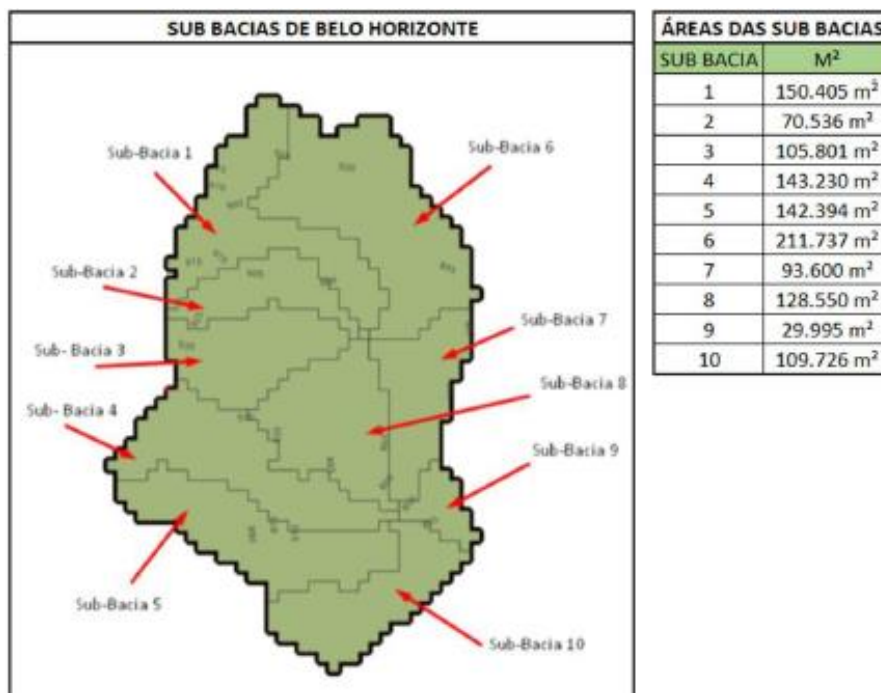 SUB BACIAS DE BELO HORIZONTE
Sub-Bacia 1
Sub-Bacia 6
Sub-Bacia 2
Sub-Bacia 7
Sub- Bacia 3
Sub-Bacia 8
Sub- Bacia 4
Sub-Bacia 9
Sub-Bacia 5
Sub-Bacia 10
ÁREAS DAS SUB BACIAS
SUB BACIA M²
1 150.405 m²
2 70.536 m²
3 105.801 m²
4 143.230 m²
5 142.394 m²
6 211.737 m²
7 93.600 m²
8 128.550 m²
9 29.995 m²
10 109.726 m²